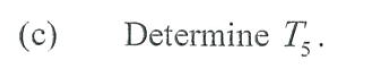 (c) Determine T₅.